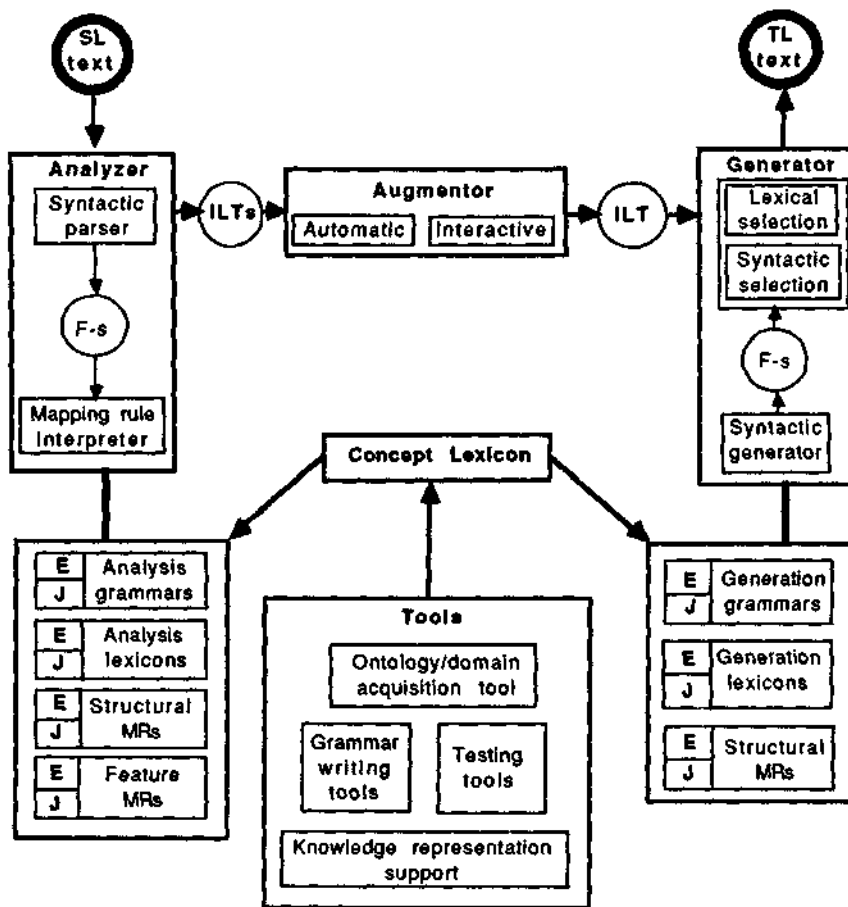 SL
text
TL
text
Analyzer
Syntactic
parser
F-s
Mapping rule
Interpreter
ILTs
Augmentor
Automatic
Interactive
ILT
Generator
Lexical
selection
Syntactic
selection
F-s
Syntactic
generator
Concept Lexicon
E
J
Analysis
grammars
E
J
Analysis
lexicons
E
J
Structural
MRs
E
J
Feature
MRs
Tools
Ontology/domain
acquisition tool
Grammar
writing
tools
Testing
tools
Knowledge representation
support
E
J
Generation
grammars
E
J
Generation
lexicons
E
J
Structural
MRs